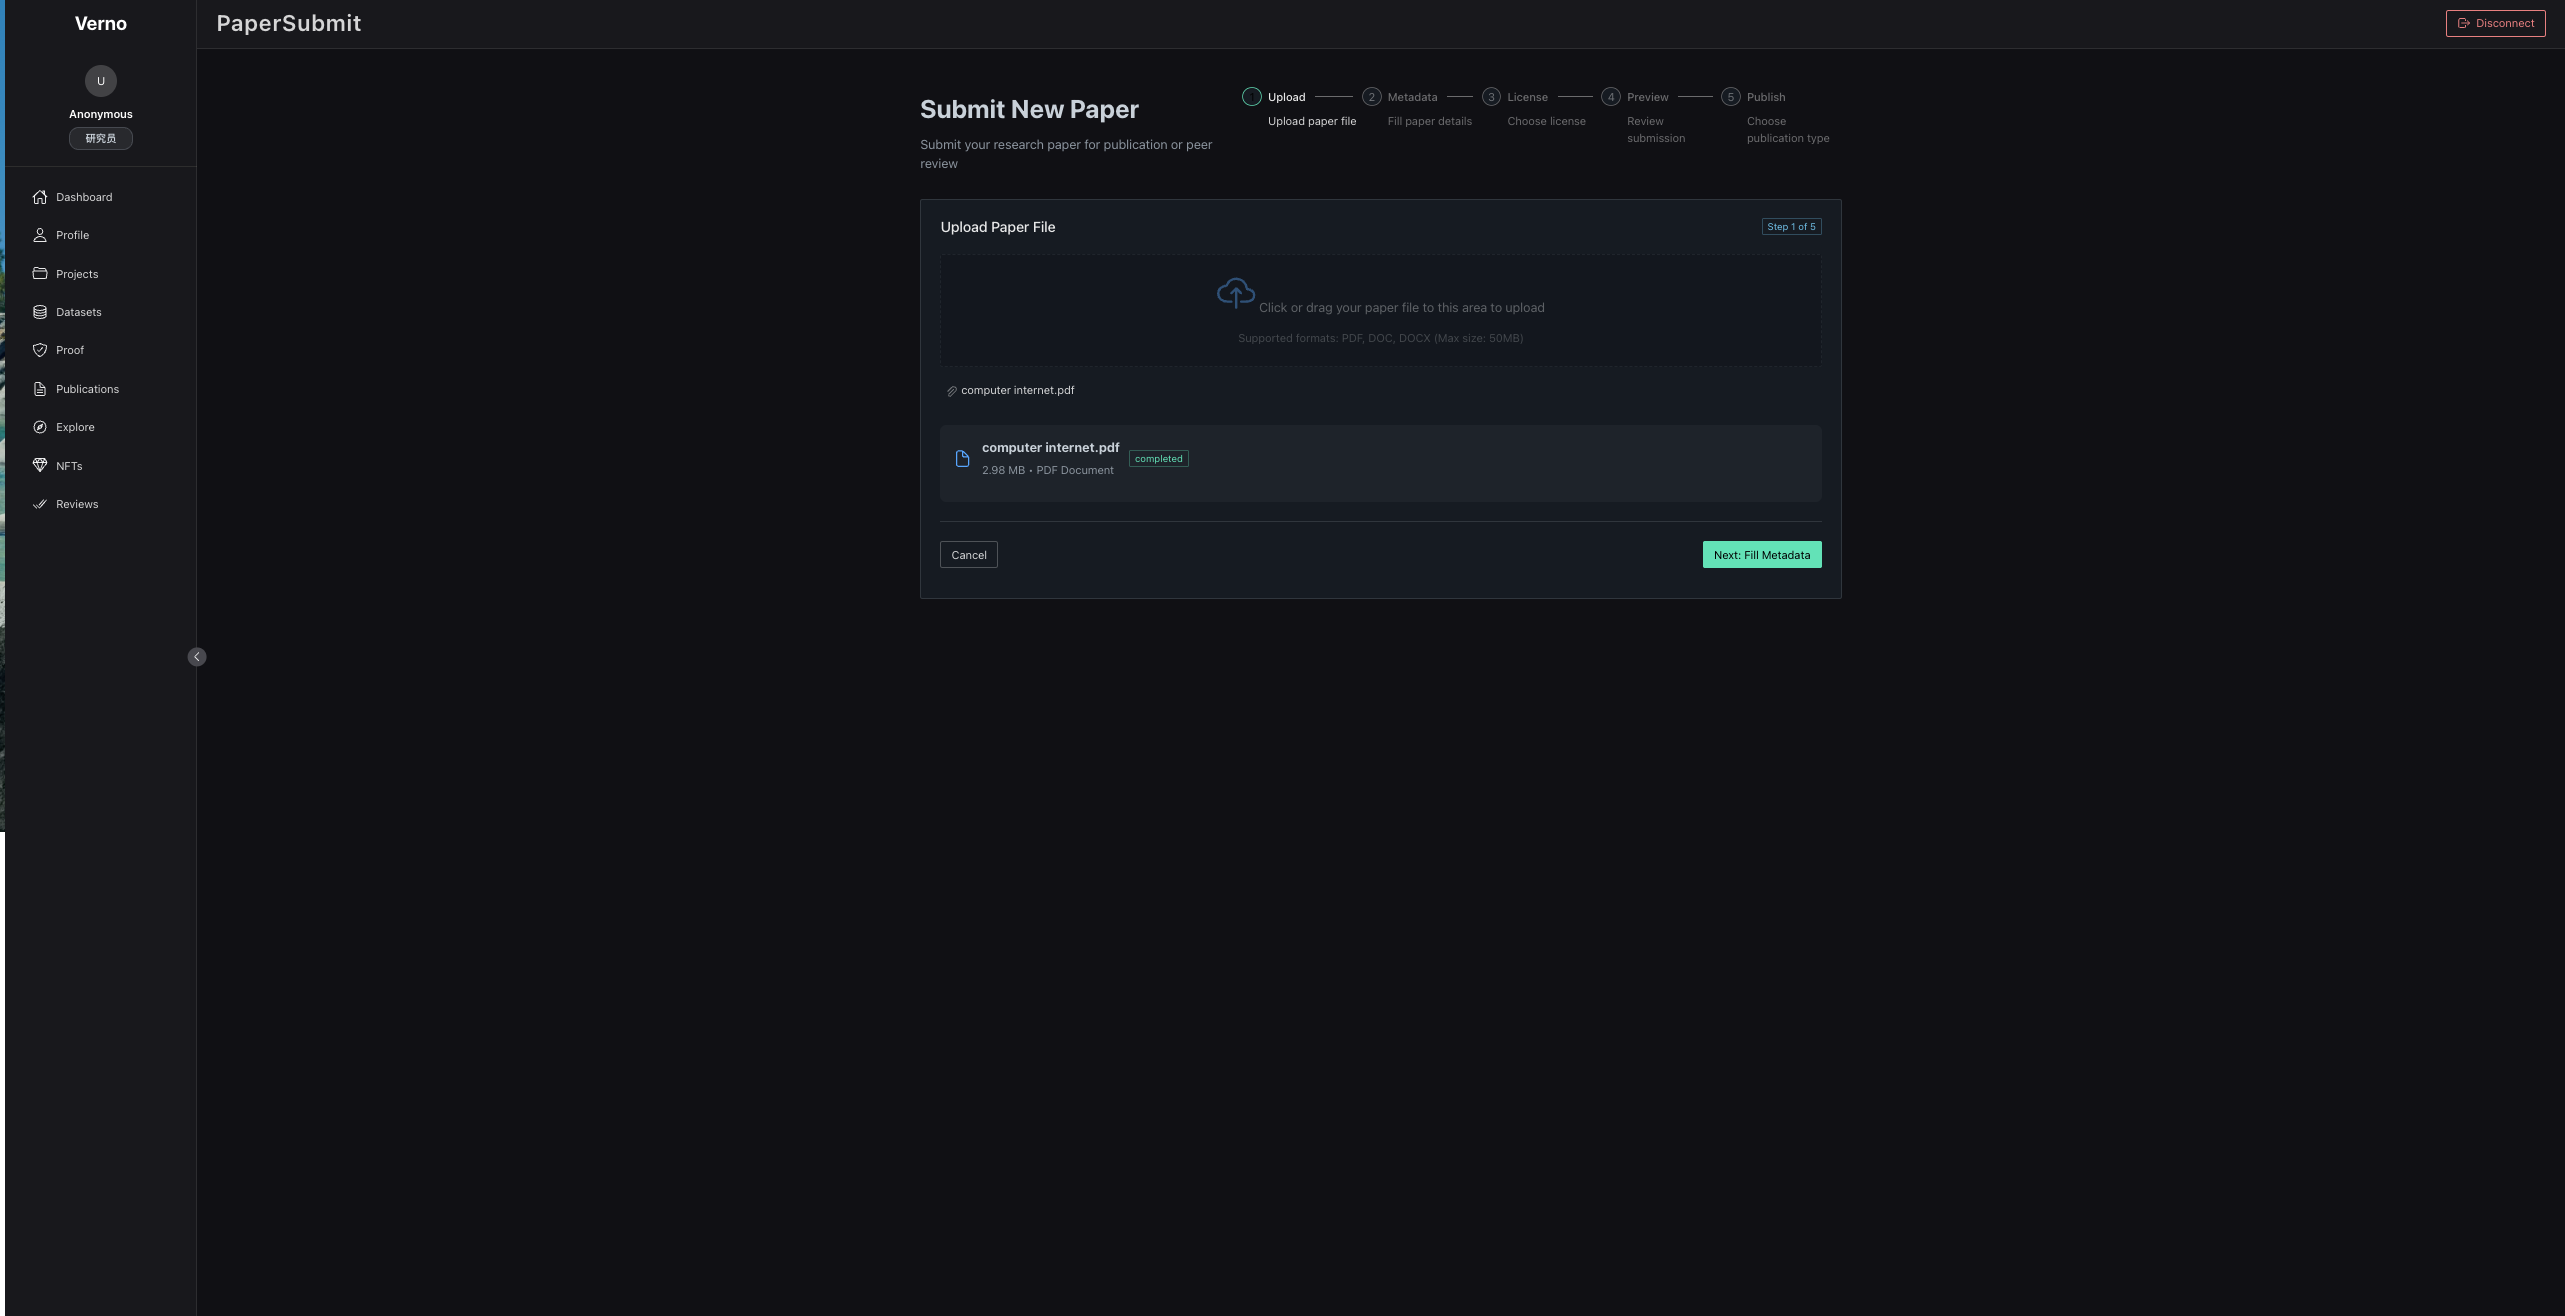 Verno
U
Anonymous
研究员
Dashboard
Profile
Projects
Datasets
Proof
Publications
Explore
NFTs
Reviews
PaperSubmit
Disconnect
Submit New Paper
Submit your research paper for publication or peer
review
1 Upload
Upload paper file
2 Metadata
Fill paper details
3 License
Choose license
4 Preview
Review
submission
5 Publish
Choose
publication type
Upload Paper File
Step 1 of 5
Click or drag your paper file to this area to upload
Supported formats: PDF, DOC, DOCX (Max size: 50MB)
computer internet.pdf
computer internet.pdf
completed
2.98 MB • PDF Document
Cancel
Next: Fill Metadata